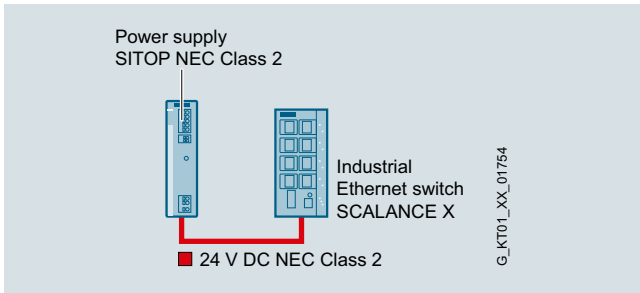 Power supply
SITOP NEC Class 2
Industrial
Ethernet switch
SCALANCE X
24 V DC NEC Class 2
G_KT01_XX_01754